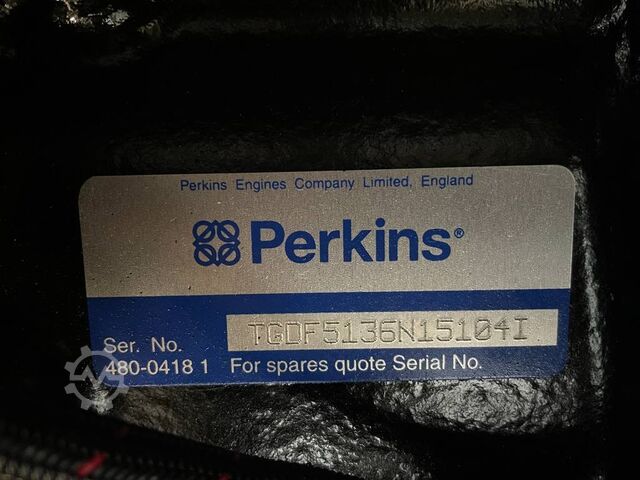 Perkins Engines Company Limited, England
Perkins®
Ser. No. TGDF5136N15104I
480-0418 1 For spares quote Serial No.